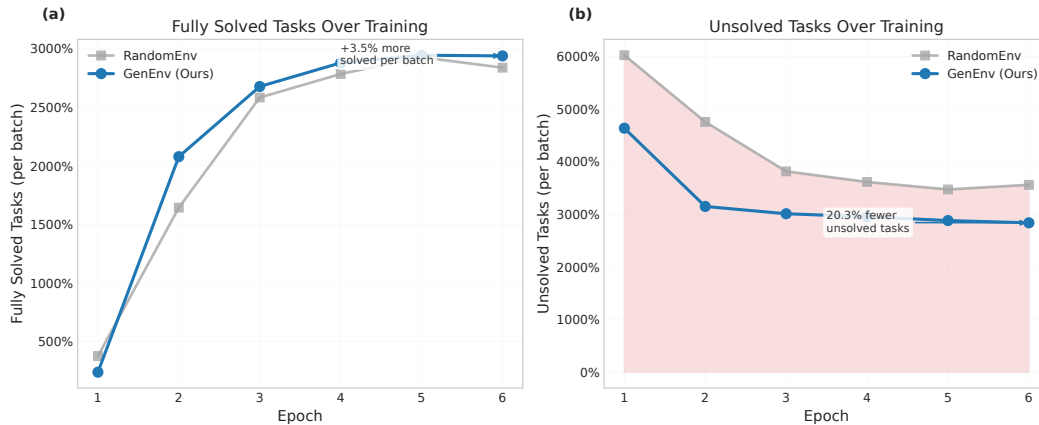 (a)
Fully Solved Tasks Over Training
3000%
2500%
2000%
1500%
1000%
500%
Fully Solved Tasks (per batch)
RandomEnv
GenEnv (Ours)
+3.5% more
solved per batch
1 2 3 4 5 6
Epoch
(b)
Unsolved Tasks Over Training
6000%
5000%
4000%
3000%
2000%
1000%
0%
Unsolved Tasks (per batch)
RandomEnv
GenEnv (Ours)
20.3% fewer
unsolved tasks
1 2 3 4 5 6
Epoch